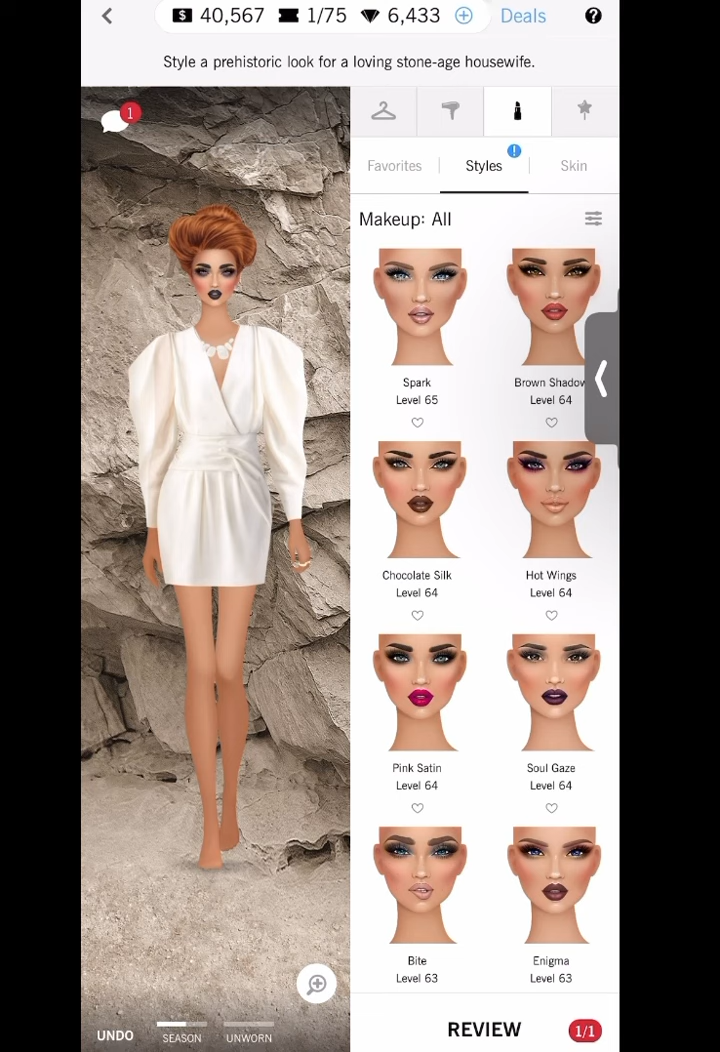 $ 40,567 1/75 6,433 + Deals ?
Style a prehistoric look for a loving stone-age housewife.
1
Favorites Styles ! Skin
Makeup: All
Spark
Level 65
Brown Shadow
Level 64
Chocolate Silk
Level 64
Hot Wings
Level 64
Pink Satin
Level 64
Soul Gaze
Level 64
Bite
Level 63
Enigma
Level 63
UNDO SEASON UNWORN
REVIEW 1/1